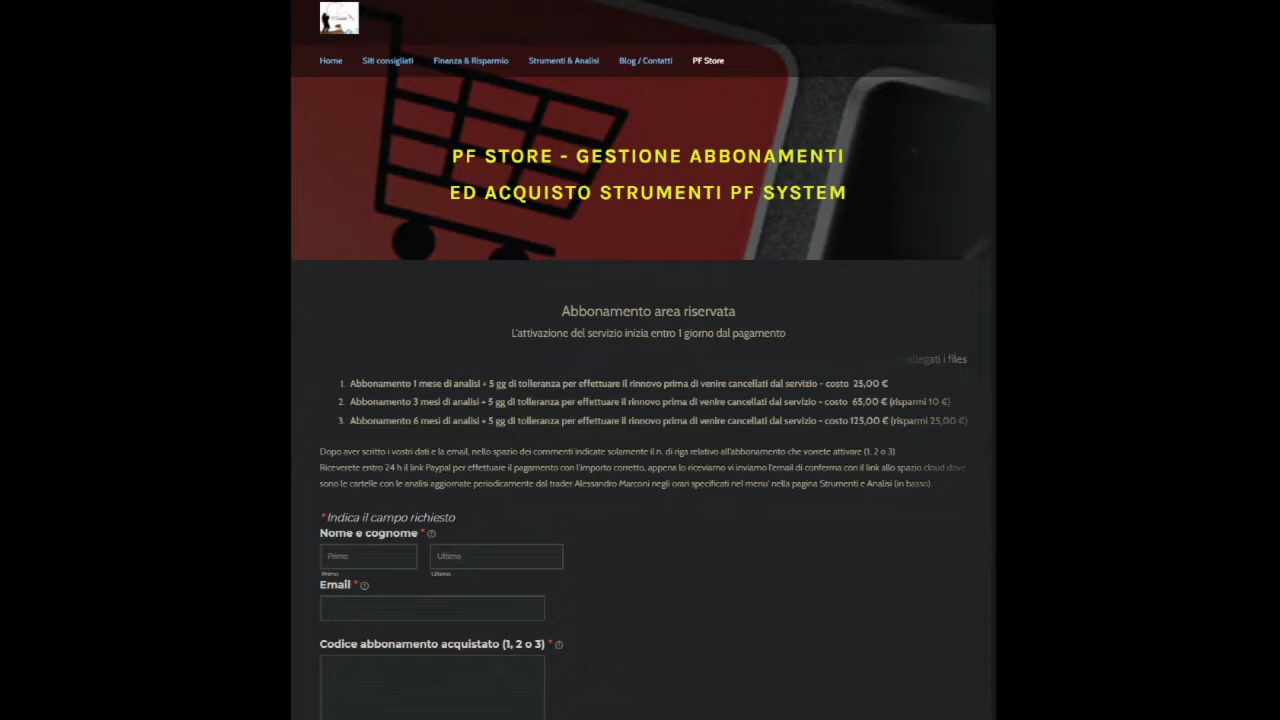 Home Siti consigliati Finanza & Risparmio Strumenti & Analisi Blog / Contatti PF Store
PF STORE - GESTIONE ABBONAMENTI
ED ACQUISTO STRUMENTI PF SYSTEM
Abbonamento area riservata
L'attivazione del servizio inizia entro 1 giorno dal pagamento
allegati i files
1. Abbonamento 1 mese di analisi + 5 gg di tolleranza per effettuare il rinnovo prima di venire cancellati dal servizio - costo 25,00 €
2. Abbonamento 3 mesi di analisi + 5 gg di tolleranza per effettuare il rinnovo prima di venire cancellati dal servizio - costo 65,00 € (risparmi 10 €)
3. Abbonamento 6 mesi di analisi + 5 gg di tolleranza per effettuare il rinnovo prima di venire cancellati dal servizio - costo 125,00 € (risparmi 25,00 €)
Dopo aver scritto i vostri dati e la email, nello spazio dei commenti indicate solamente il n. di riga relativo all'abbonamento che vorrete attivare (1, 2 o 3).
Riceverete entro 24 h il link Paypal per effettuare il pagamento con l'importo corretto, appena lo riceviamo vi inviamo l'email di conferma con il link allo spazio cloud dove
sono le cartelle con le analisi aggiornate periodicamente dal trader Alessandro Marconi negli orari specificati nel menu' nella pagina Strumenti e Analisi (in basso).
* Indica il campo richiesto
Nome e cognome *
Primo Ultimo
Primo Ultimo
Email *
Codice abbonamento acquistato (1, 2 o 3) *